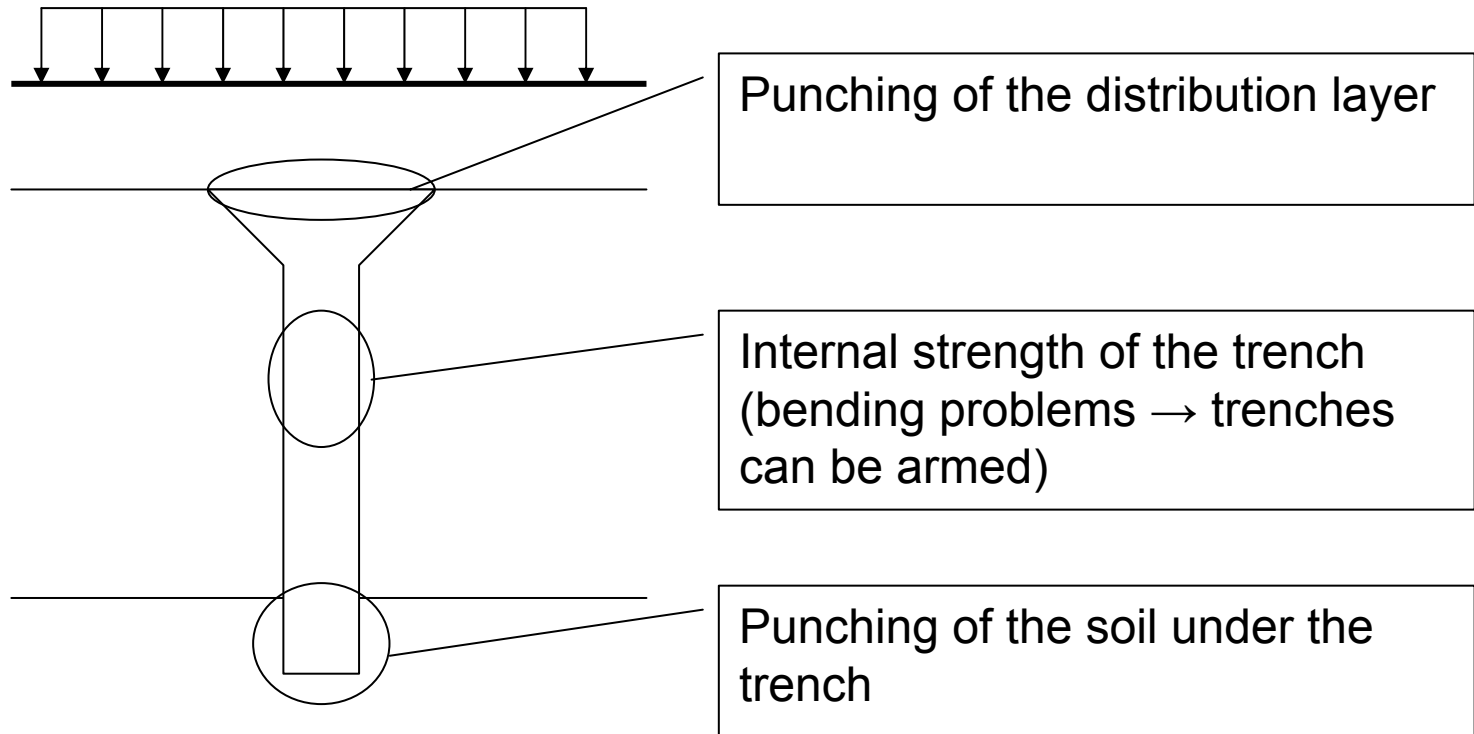 Punching of the distribution layer
Internal strength of the trench
(bending problems → trenches
can be armed)
Punching of the soil under the
trench